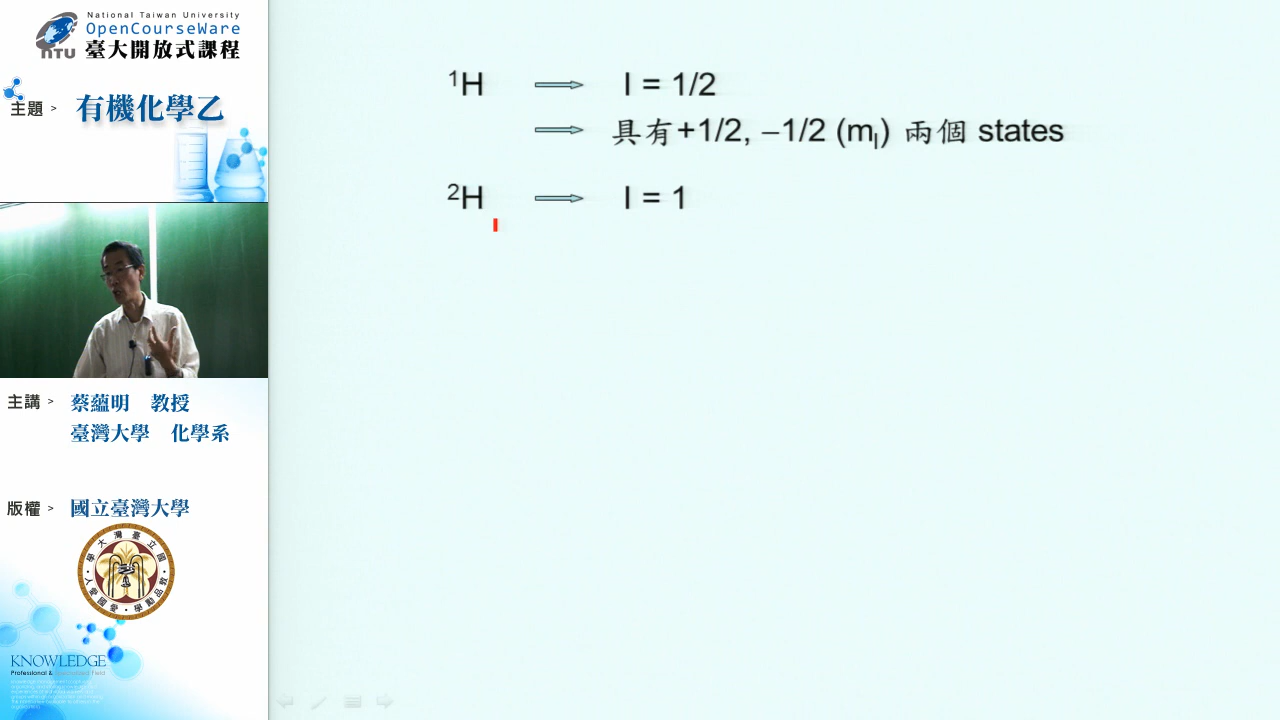 National Taiwan University
OpenCourseWare
NTU 臺大開放式課程
主題 > 有機化學乙
主講 > 蔡蘊明 教授
臺灣大學 化學系
版權 > 國立臺灣大學
KNOWLEDGE
¹H ⟹ I = 1/2
⟹ 具有+1/2, –1/2 (mI) 兩個 states
²H ⟹ I = 1